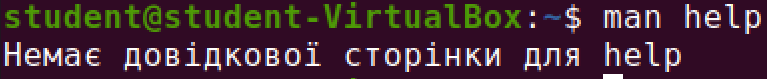 student@student-VirtualBox:~$ man help
Немає довідкової сторінки для help